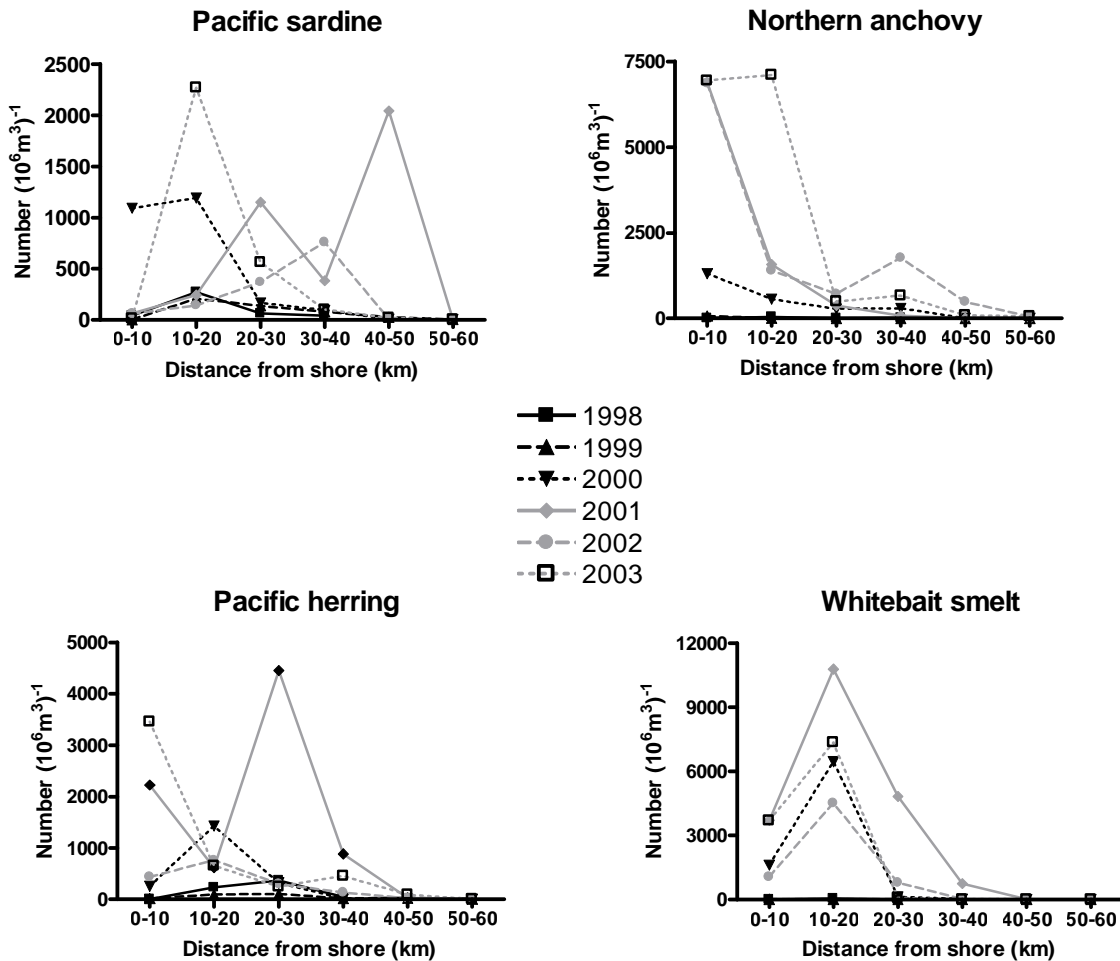 Pacific sardine
Number (10⁶m³)⁻¹
2500
2000
1500
1000
500
0
0-10 10-20 20-30 30-40 40-50 50-60
Distance from shore (km)
Northern anchovy
Number (10⁶m³)⁻¹
7500
5000
2500
0
0-10 10-20 20-30 30-40 40-50 50-60
Distance from shore (km)
1998
1999
2000
2001
2002
2003
Pacific herring
Number (10⁶m³)⁻¹
5000
4000
3000
2000
1000
0
0-10 10-20 20-30 30-40 40-50 50-60
Distance from shore (km)
Whitebait smelt
Number (10⁶m³)⁻¹
12000
9000
6000
3000
0
0-10 10-20 20-30 30-40 40-50 50-60
Distance from shore (km)